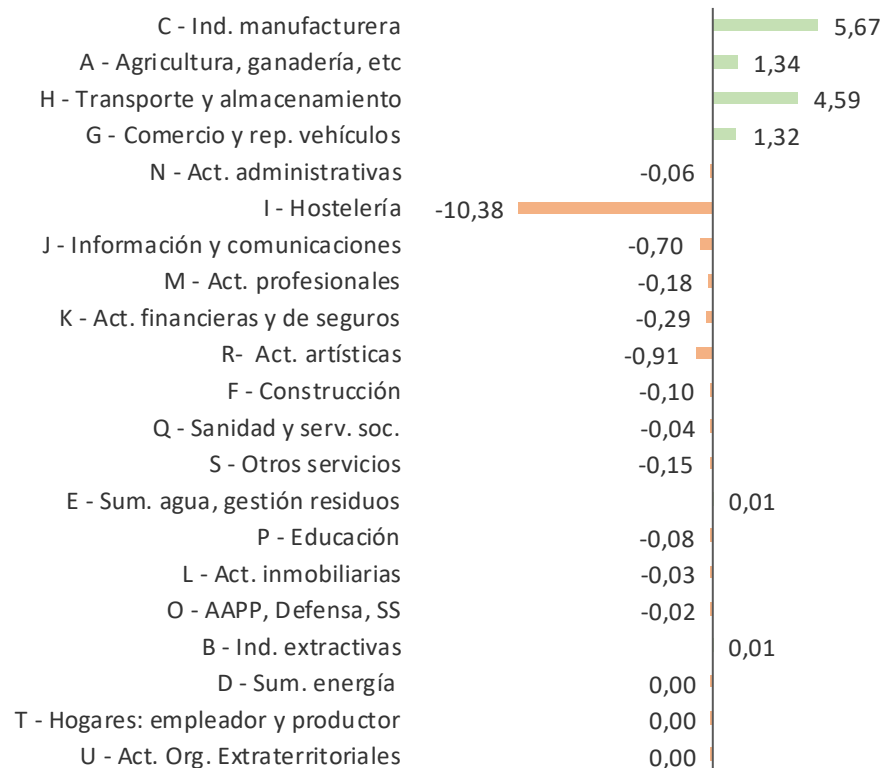 C - Ind. manufacturera 5,67
A - Agricultura, ganadería, etc 1,34
H - Transporte y almacenamiento 4,59
G - Comercio y rep. vehículos 1,32
N - Act. administrativas -0,06
I - Hostelería -10,38
J - Información y comunicaciones -0,70
M - Act. profesionales -0,18
K - Act. financieras y de seguros -0,29
R- Act. artísticas -0,91
F - Construcción -0,10
Q - Sanidad y serv. soc. -0,04
S - Otros servicios -0,15
E - Sum. agua, gestión residuos 0,01
P - Educación -0,08
L - Act. inmobiliarias -0,03
O - AAPP, Defensa, SS -0,02
B - Ind. extractivas 0,01
D - Sum. energía 0,00
T - Hogares: empleador y productor 0,00
U - Act. Org. Extraterritoriales 0,00